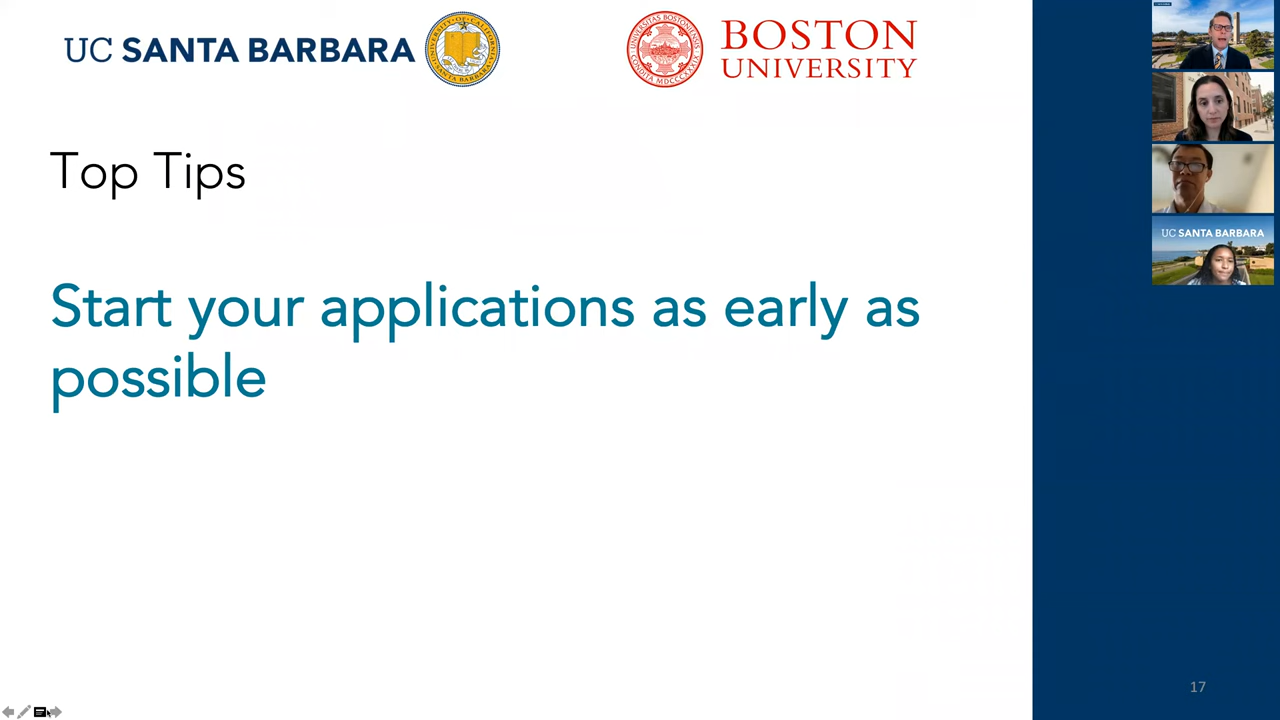 UC SANTA BARBARA
BOSTON
UNIVERSITY
Top Tips
Start your applications as early as
possible
UC SANTA BARBARA
17